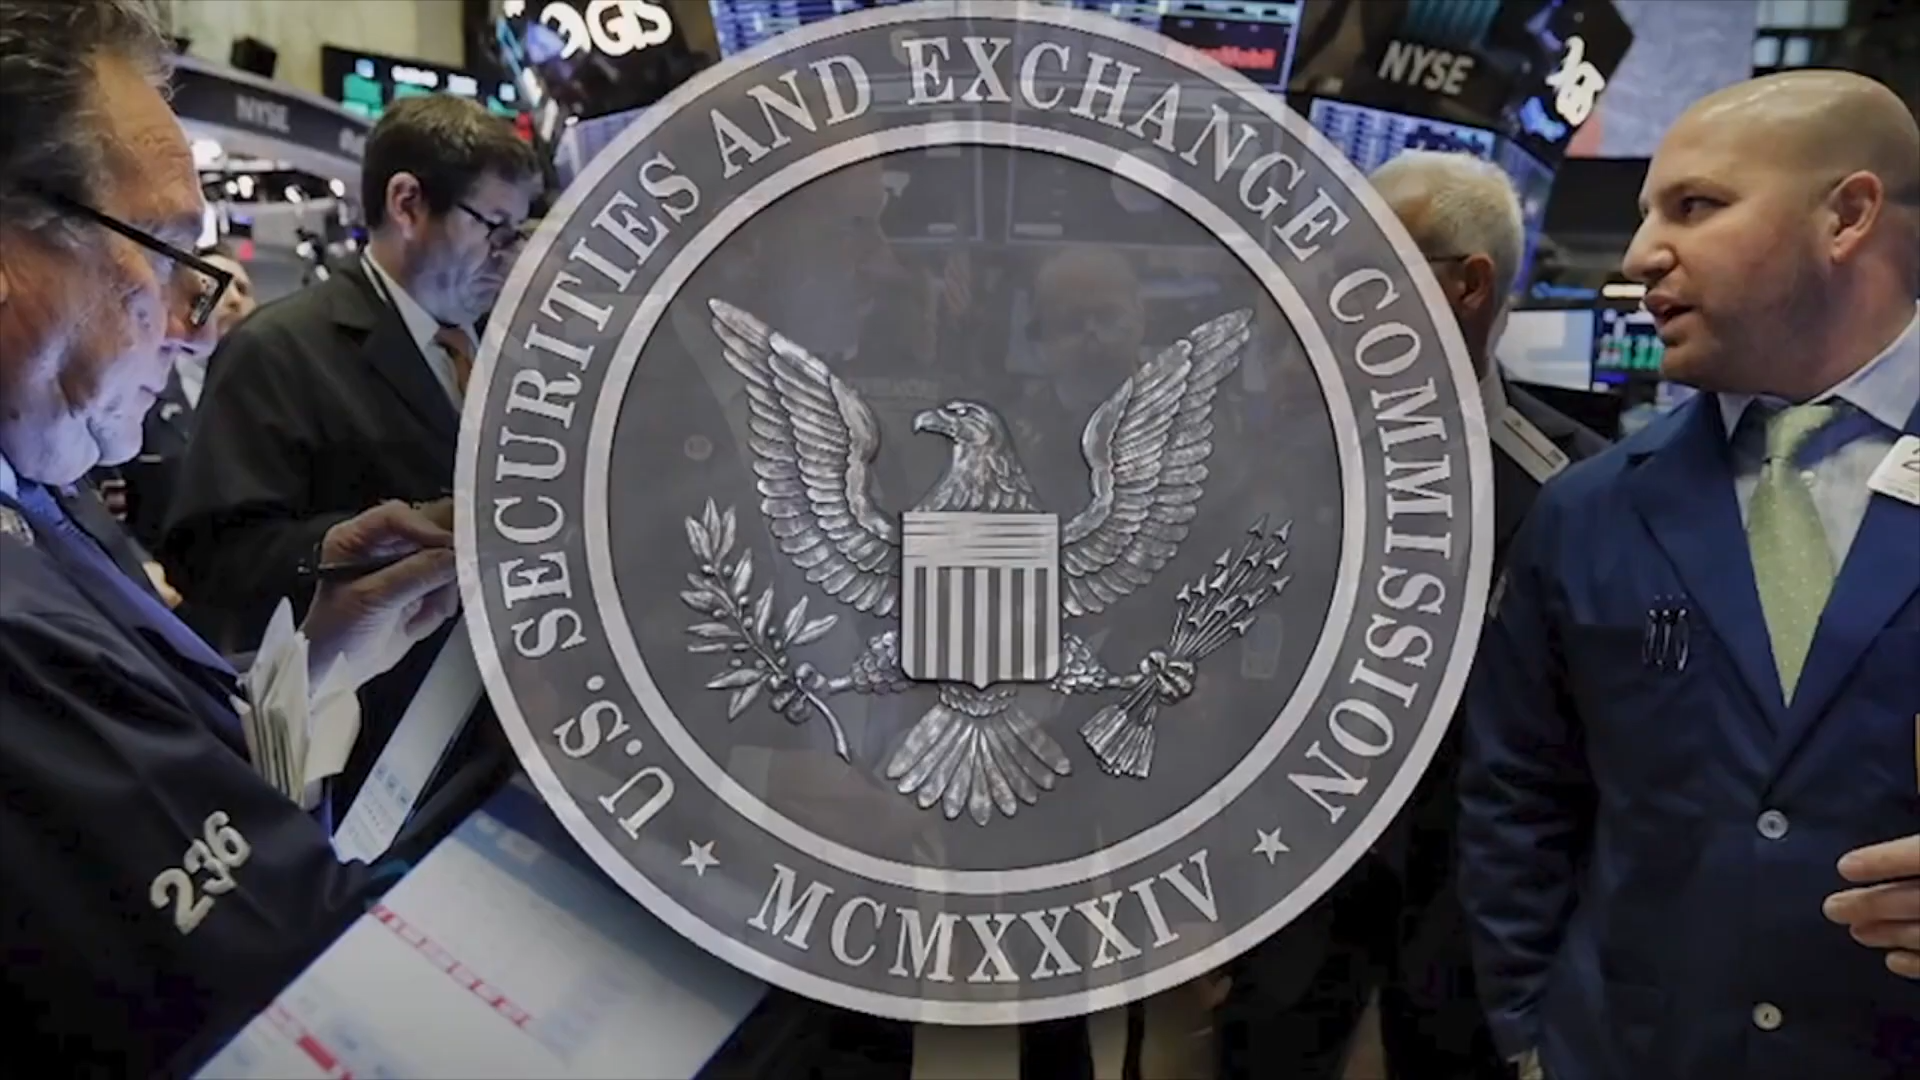 NYSE
NYSE
U.S. SECURITIES AND EXCHANGE COMMISSION
MCMXXXIV
236